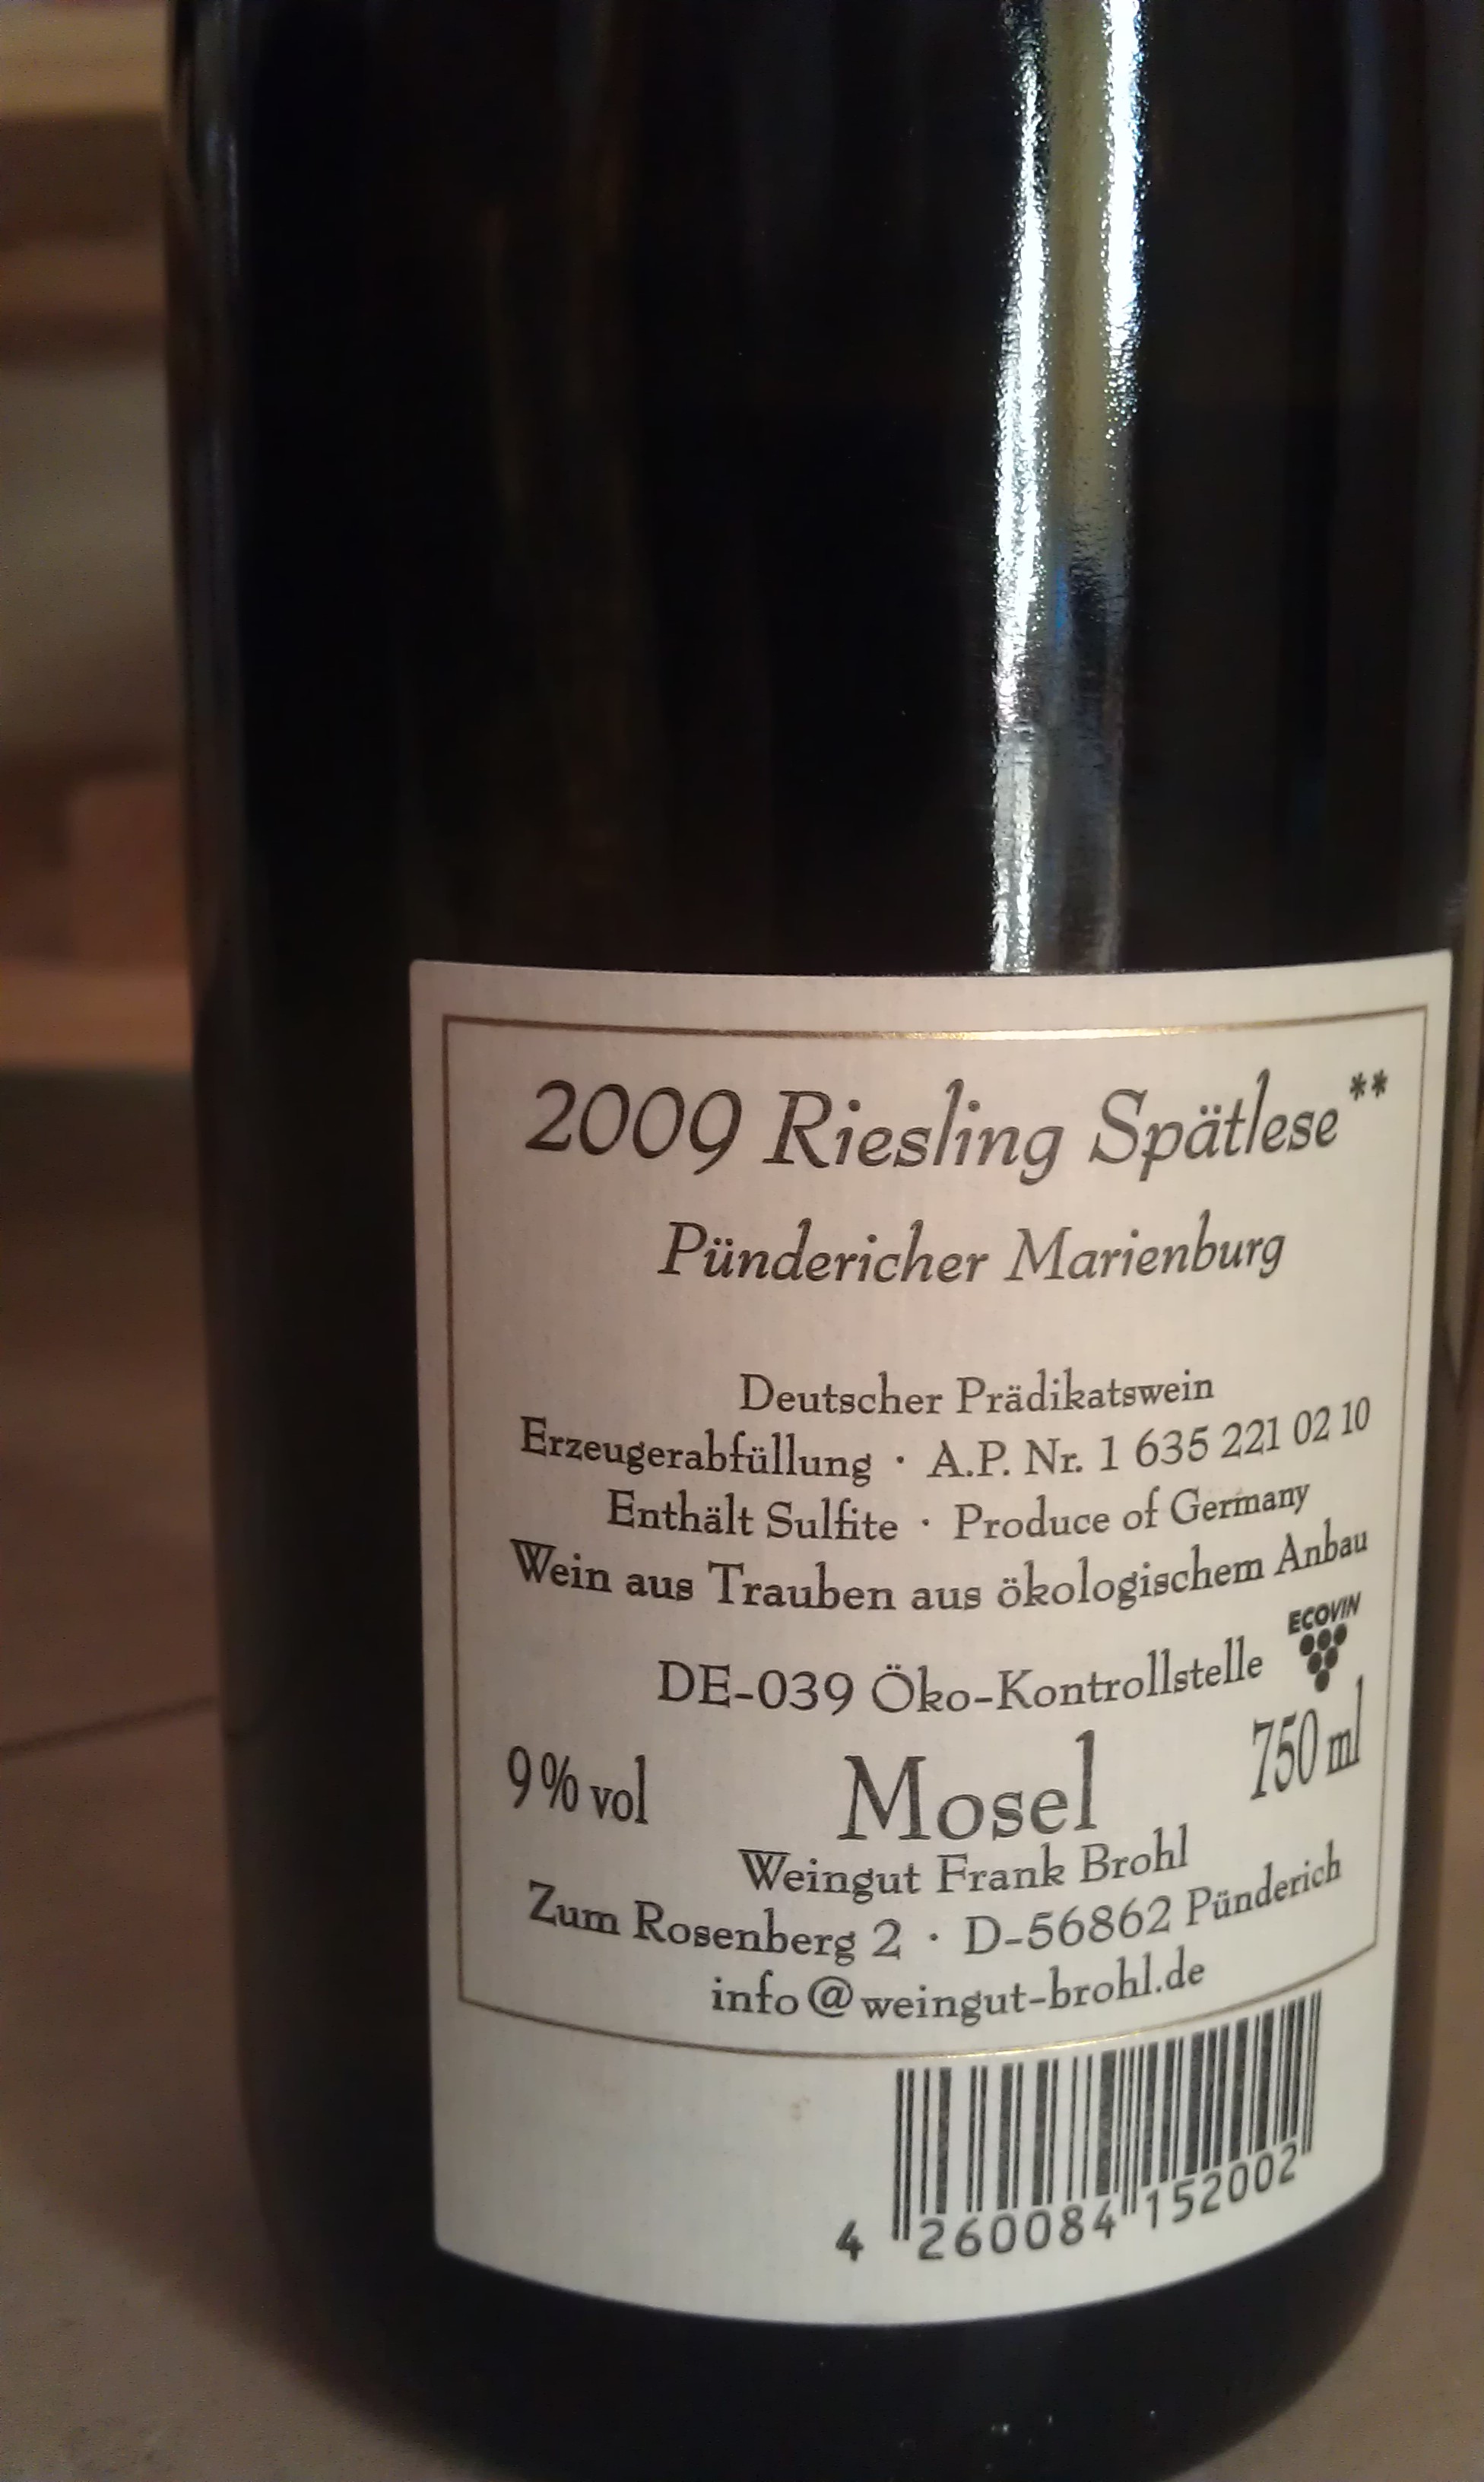 2009 Riesling Spätlese**
Pündericher Marienburg
Deutscher Prädikatswein
Erzeugerabfüllung · A.P. Nr. 1 635 221 02 10
Enthält Sulfite · Produce of Germany
Wein aus Trauben aus ökologischem Anbau
ECOVIN
DE-039 Öko-Kontrollstelle
9% vol Mosel 750 ml
Weingut Frank Brohl
Zum Rosenberg 2 · D-56862 Pünderich
info@weingut-brohl.de
4 260084 152002